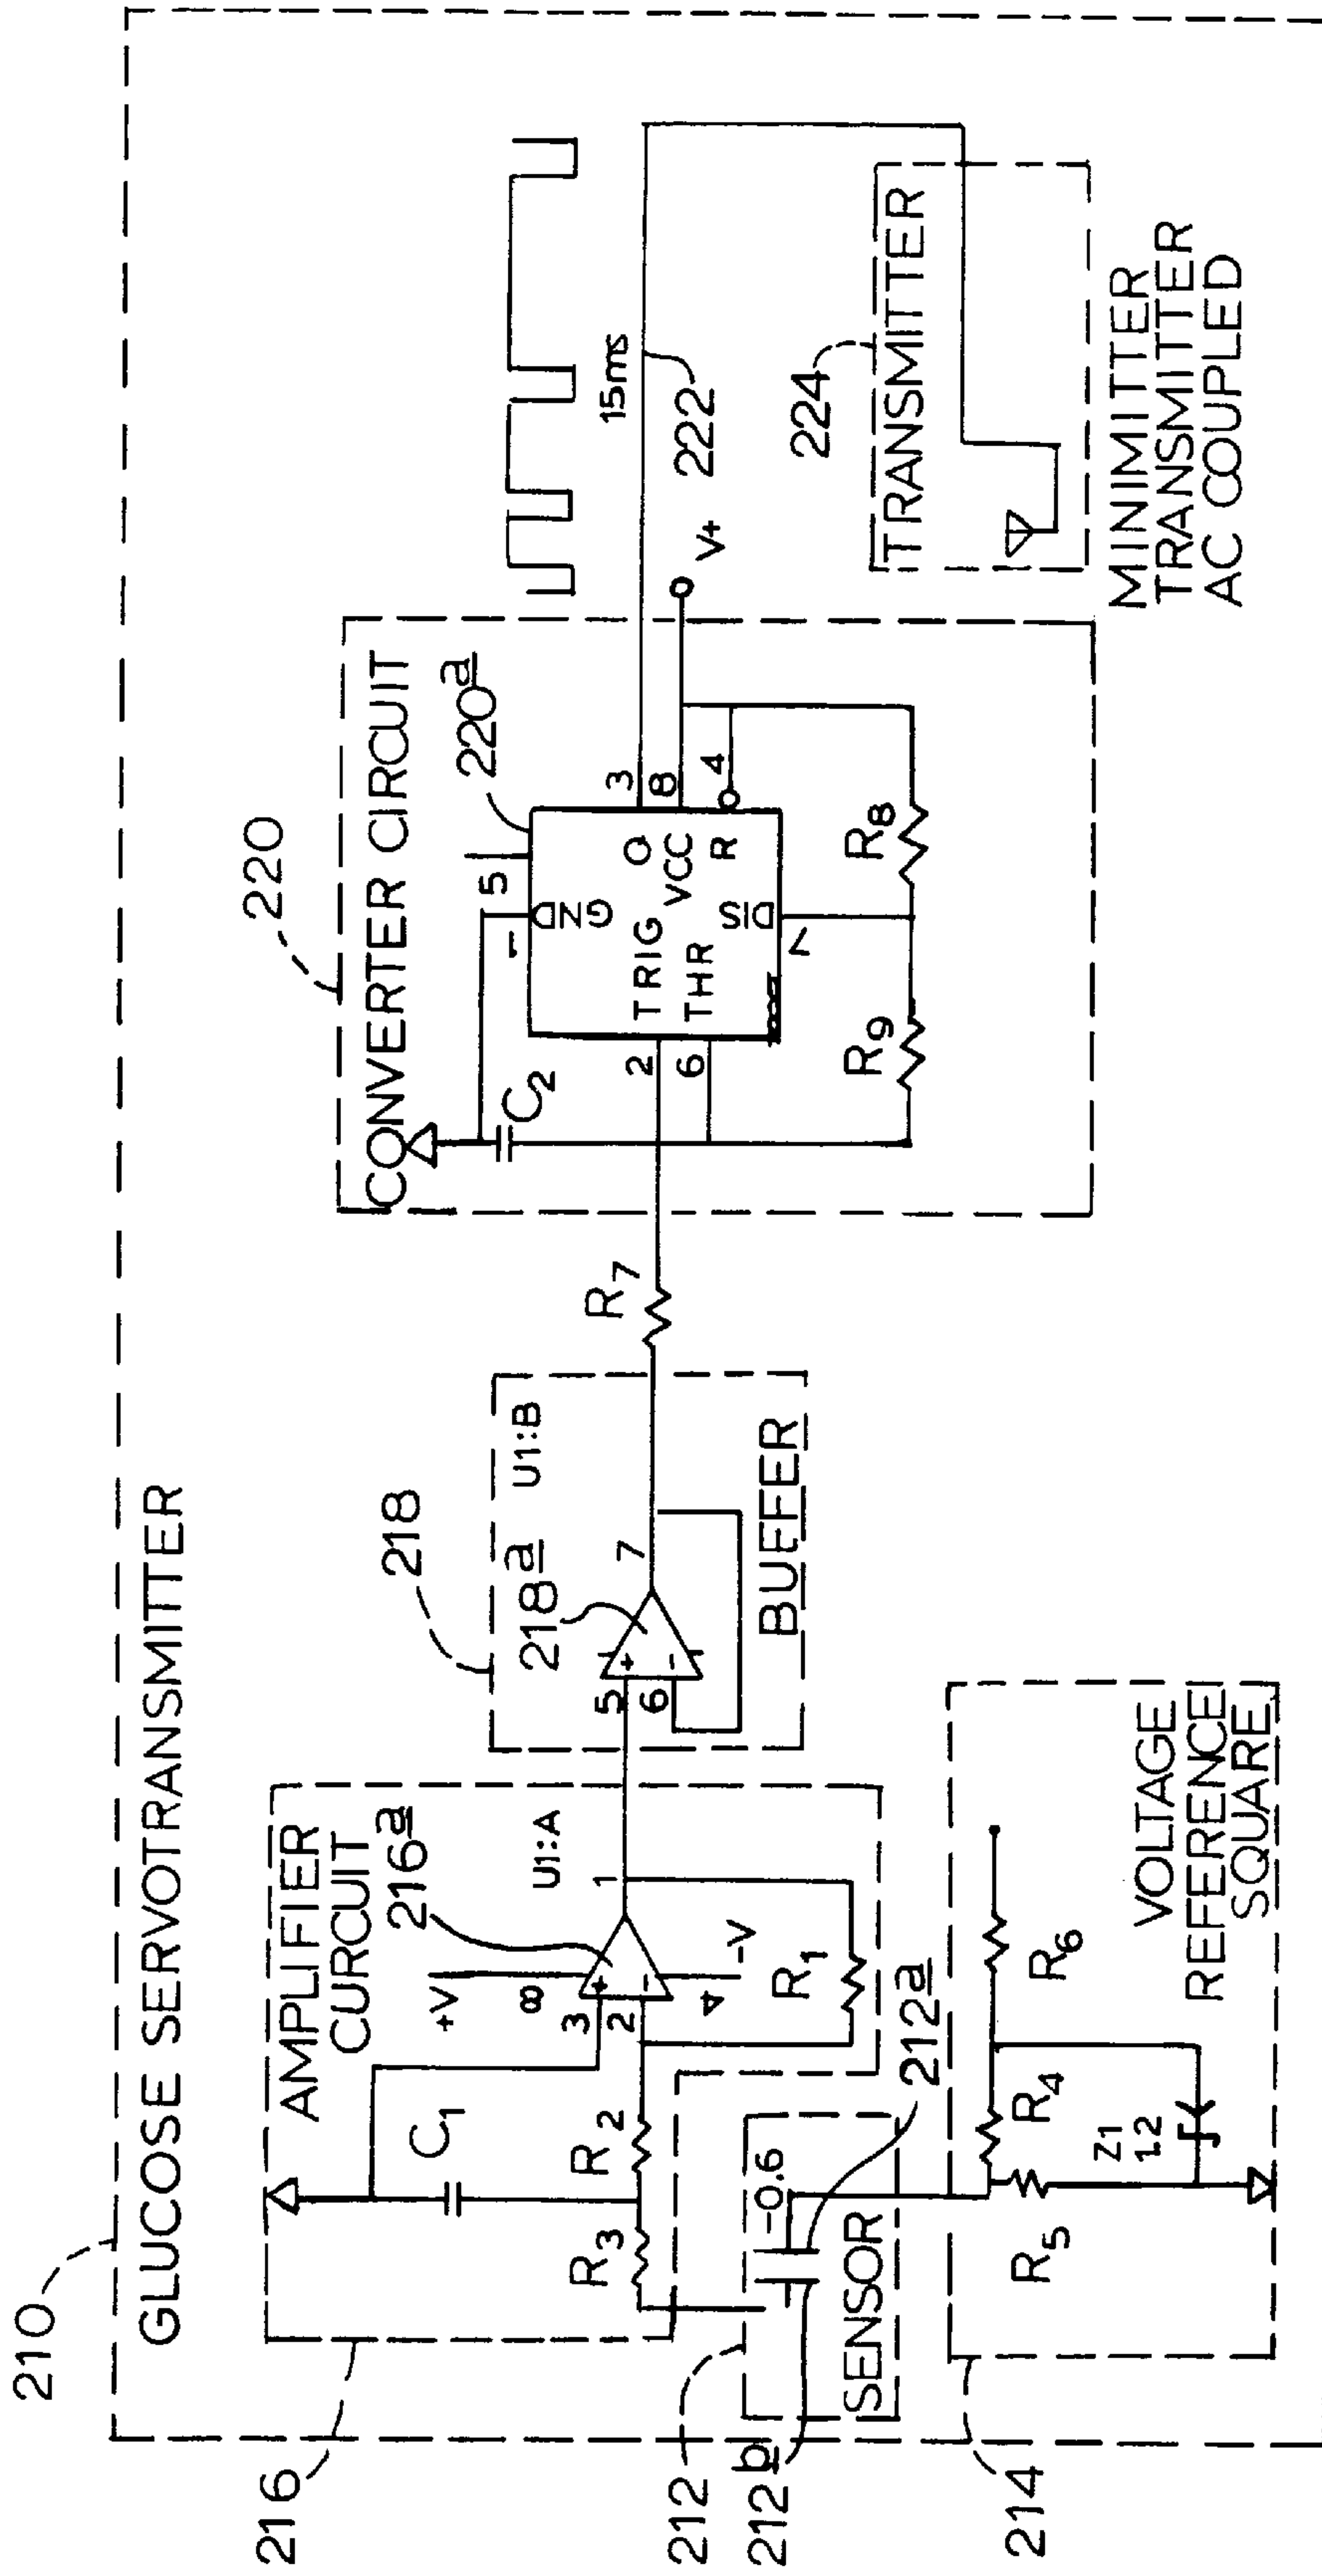 210
GLUCOSE SERVOTRANSMITTER
216
AMPLIFIER
CURCUIT
216a
+V
8
3
2
1
U1:A
4
-V
C1
R3
R2
R1
212
212b
212a
-0.6
SENSOR
214
R5
R4
Z1
1.2
R6
VOLTAGE
REFERENCE
SQUARE
218
218a
U1:B
5
6
7
BUFFER
R7
220
CONVERTER CIRCUIT
220a
C2
1
5
GND
2
TRIG
Q
3
6
THR
VCC
8
R
4
DIS
7
R9
R8
V+
15ms
222
224
TRANSMITTER
MINIMITTER
TRANSMITTER
AC COUPLED